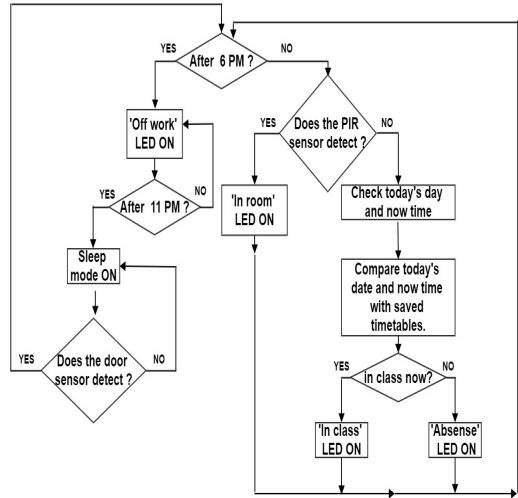 After 6 PM ?
YES
NO
'Off work'
LED ON
After 11 PM ?
YES
NO
Sleep
mode ON
Does the door
sensor detect ?
YES
NO
Does the PIR
sensor detect ?
YES
NO
'In room'
LED ON
Check today's day
and now time
Compare today's
date and now time
with saved
timetables.
in class now?
YES
NO
'In class'
LED ON
'Absense'
LED ON